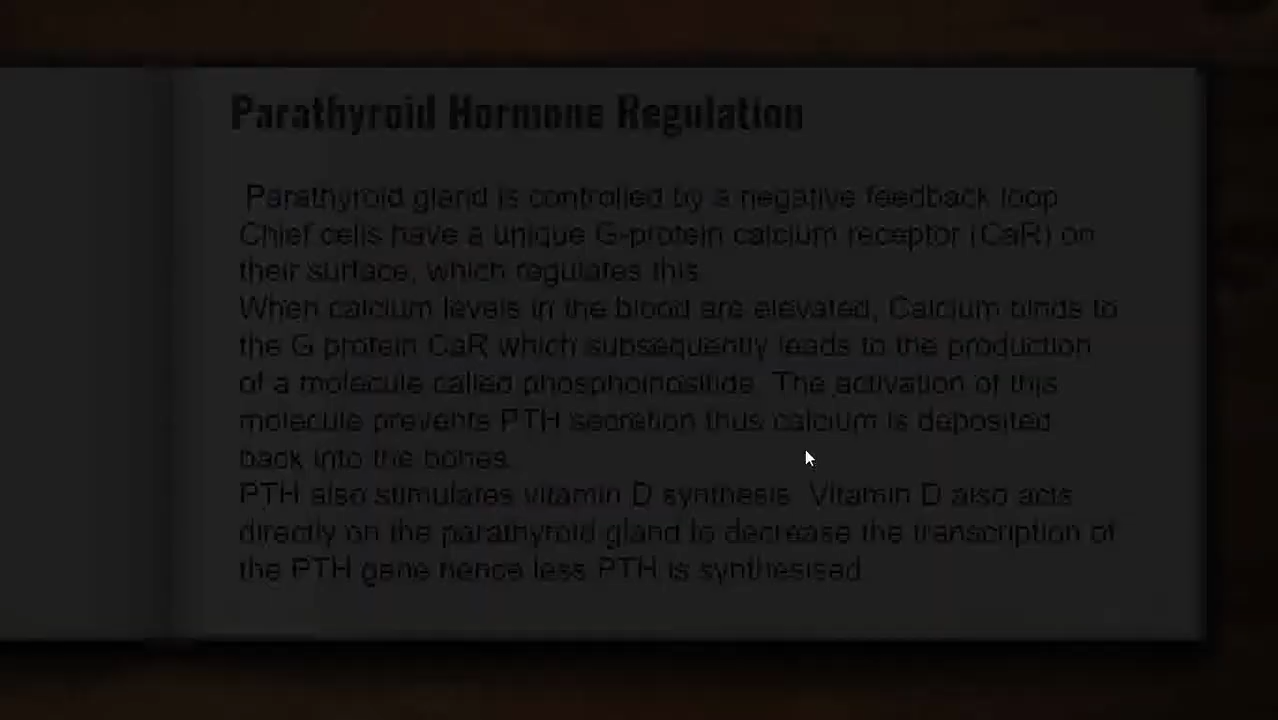 Parathyroid Hormone Regulation
Parathyroid gland is controlled by a negative feedback loop
Chief cells have a unique G-protein calcium receptor (CaR) on
their surface, which regulates this.
When calcium levels in the blood are elevated, Calcium binds to
the G protein CaR which subsequently leads to the production
of a molecule called phosphoinositide. The activation of this
molecule prevents PTH secretion thus calcium is deposited
back into the bones.
PTH also stimulates vitamin D synthesis. Vitamin D also acts
directly on the parathyroid gland to decrease the transcription of
the PTH gene hence less PTH is synthesised.